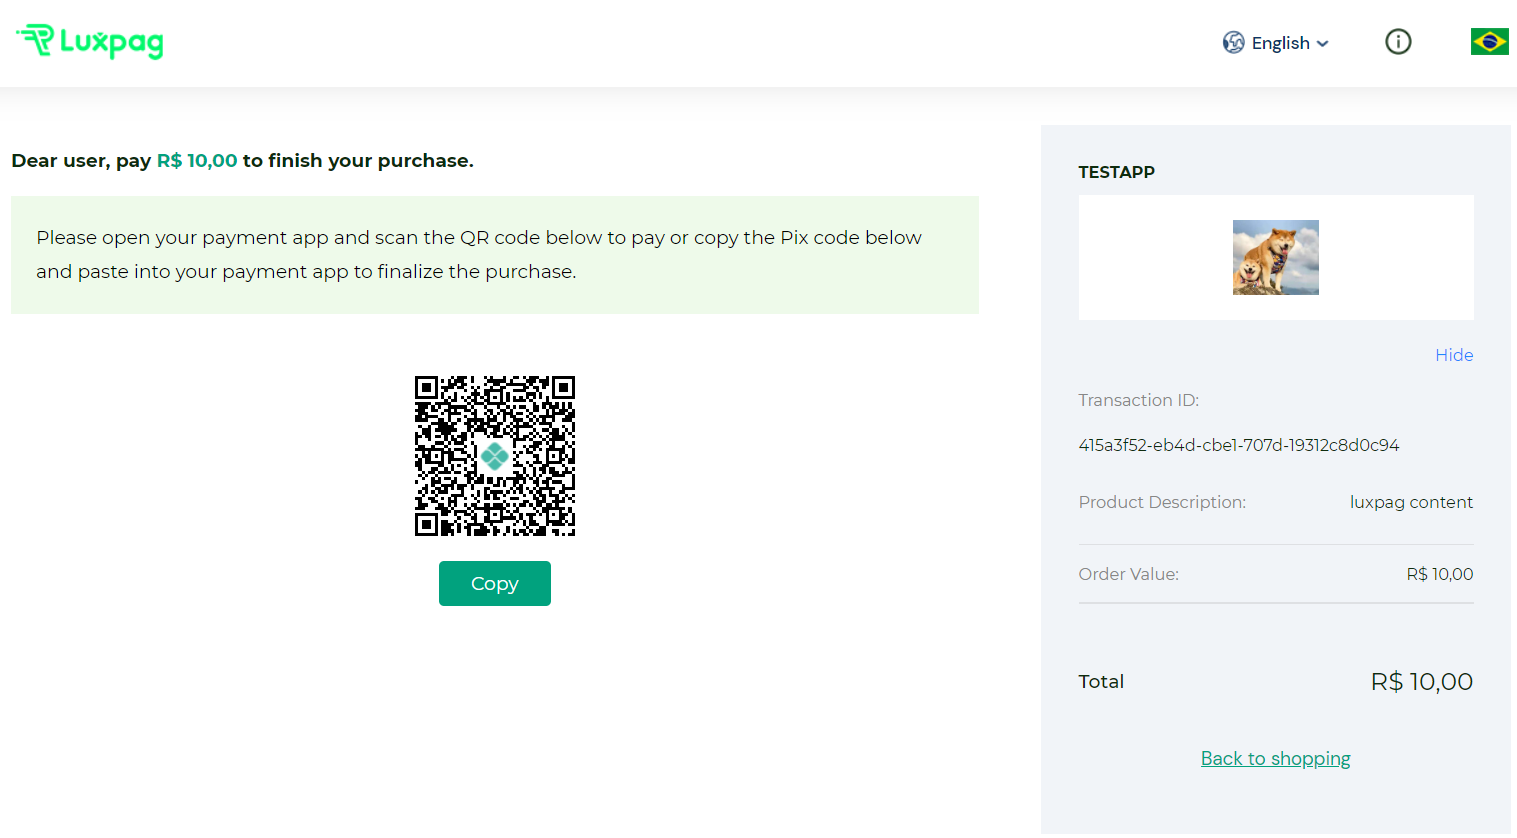 Luxpag
English
Dear user, pay R$ 10,00 to finish your purchase.
Please open your payment app and scan the QR code below to pay or copy the Pix code below
and paste into your payment app to finalize the purchase.
Copy
TESTAPP
Hide
Transaction ID:
415a3f52-eb4d-cbe1-707d-19312c8d0c94
Product Description: luxpag content
Order Value: R$ 10,00
Total R$ 10,00
Back to shopping